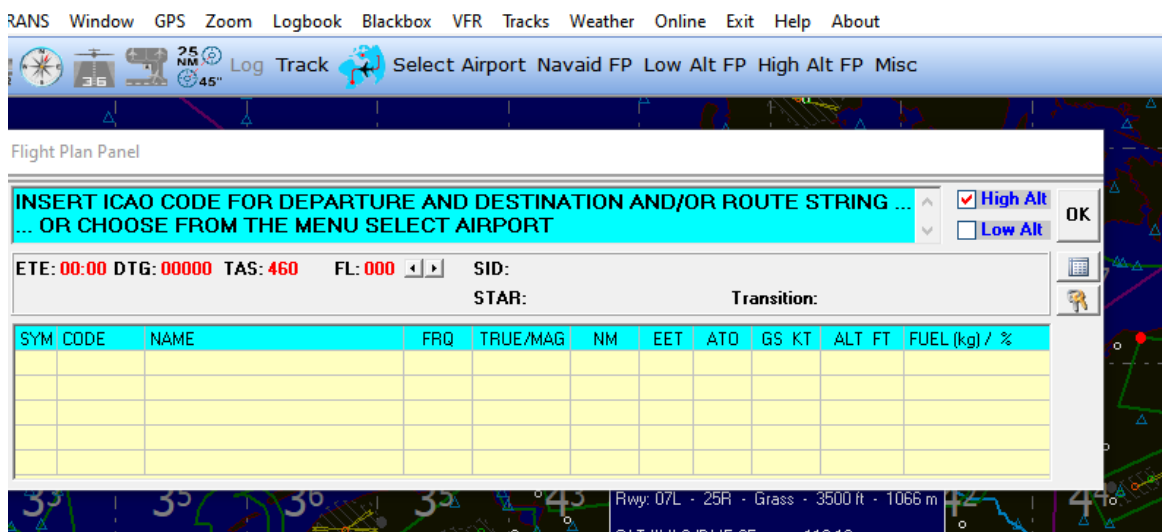 RANS Window GPS Zoom Logbook Blackbox VFR Tracks Weather Online Exit Help About
36 25 NM 45" Log Track Select Airport Navaid FP Low Alt FP High Alt FP Misc
Flight Plan Panel
INSERT ICAO CODE FOR DEPARTURE AND DESTINATION AND/OR ROUTE STRING ...
... OR CHOOSE FROM THE MENU SELECT AIRPORT
High Alt
Low Alt
OK
ETE: 00:00 DTG: 00000 TAS: 460 FL: 000 SID:
STAR: Transition:
SYM CODE NAME FRQ TRUE/MAG NM EET ATO GS KT ALT FT FUEL (kg) / %
Rwy: 07L - 25R - Grass - 3500 ft - 1066 m